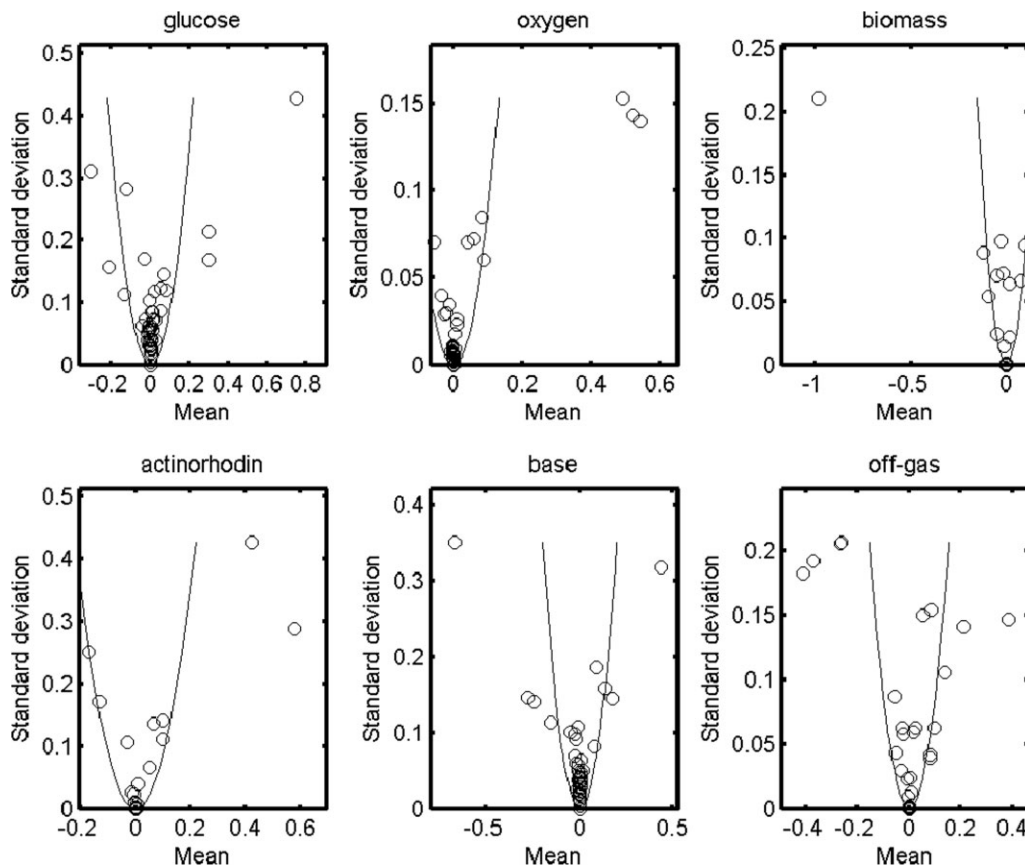 glucose
0.5
0.4
0.3
0.2
0.1
0
Standard deviation
-0.2 0 0.2 0.4 0.6 0.8
Mean
oxygen
0.15
0.1
0.05
0
Standard deviation
0 0.2 0.4 0.6
Mean
biomass
0.25
0.2
0.15
0.1
0.05
0
Standard deviation
-1 -0.5 0
Mean
actinorhodin
0.5
0.4
0.3
0.2
0.1
0
Standard deviation
-0.2 0 0.2 0.4 0.6
Mean
base
0.4
0.3
0.2
0.1
0
Standard deviation
-0.5 0 0.5
Mean
off-gas
0.2
0.15
0.1
0.05
0
Standard deviation
-0.4 -0.2 0 0.2 0.4
Mean